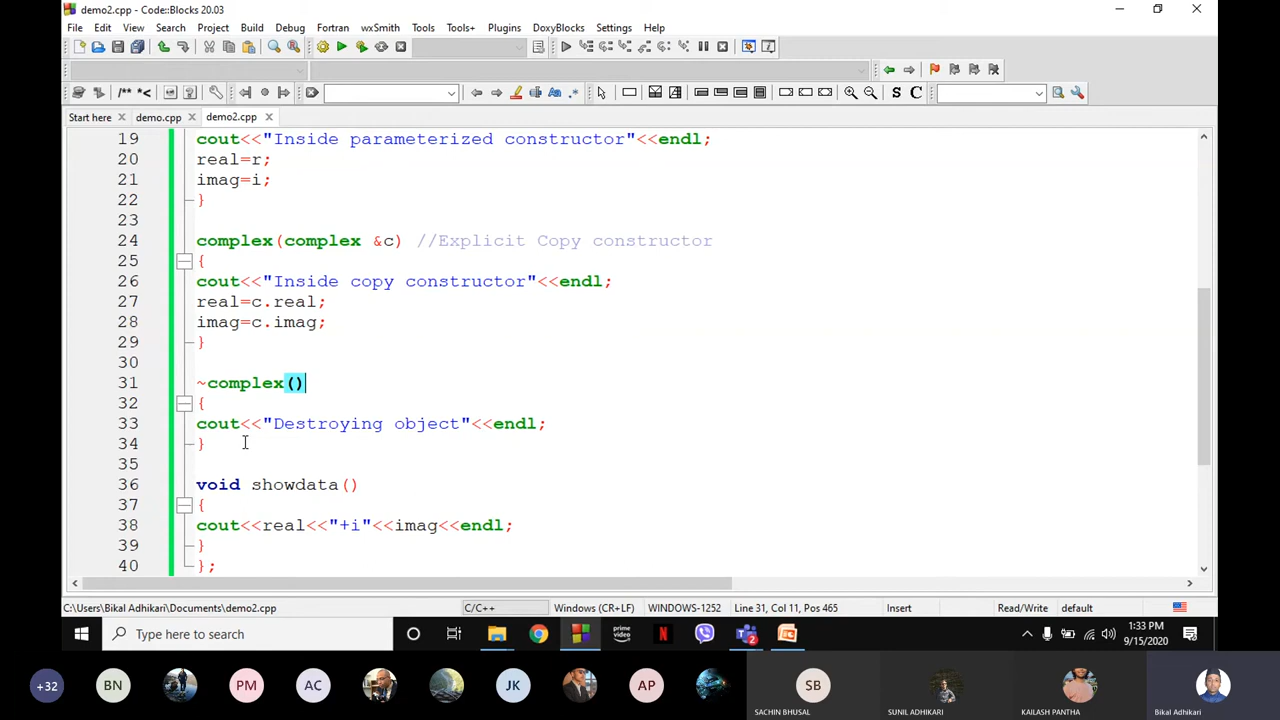 demo2.cpp - Code::Blocks 20.03
File Edit View Search Project Build Debug Fortran wxSmith Tools Tools+ Plugins DoxyBlocks Settings Help
/** *<
S C
Start here demo.cpp demo2.cpp
19 cout<<"Inside parameterized constructor"<<endl;
20 real=r;
21 imag=i;
22 }
23
24 complex(complex &c) //Explicit Copy constructor
25 {
26 cout<<"Inside copy constructor"<<endl;
27 real=c.real;
28 imag=c.imag;
29 }
30
31 ~complex()
32 {
33 cout<<"Destroying object"<<endl;
34 }
35
36 void showdata()
37 {
38 cout<<real<<"+i"<<imag<<endl;
39 }
40 };
C:\Users\Bikal Adhikari\Documents\demo2.cpp C/C++ Windows (CR+LF) WINDOWS-1252 Line 31, Col 11, Pos 465 Insert Read/Write default
Type here to search
prime video
N
2
1:33 PM
9/15/2020
+32 BN PM AC JK AP SB
SACHIN BHUSAL SUNIL ADHIKARI KAILASH PANTHA Bikal Adhikari